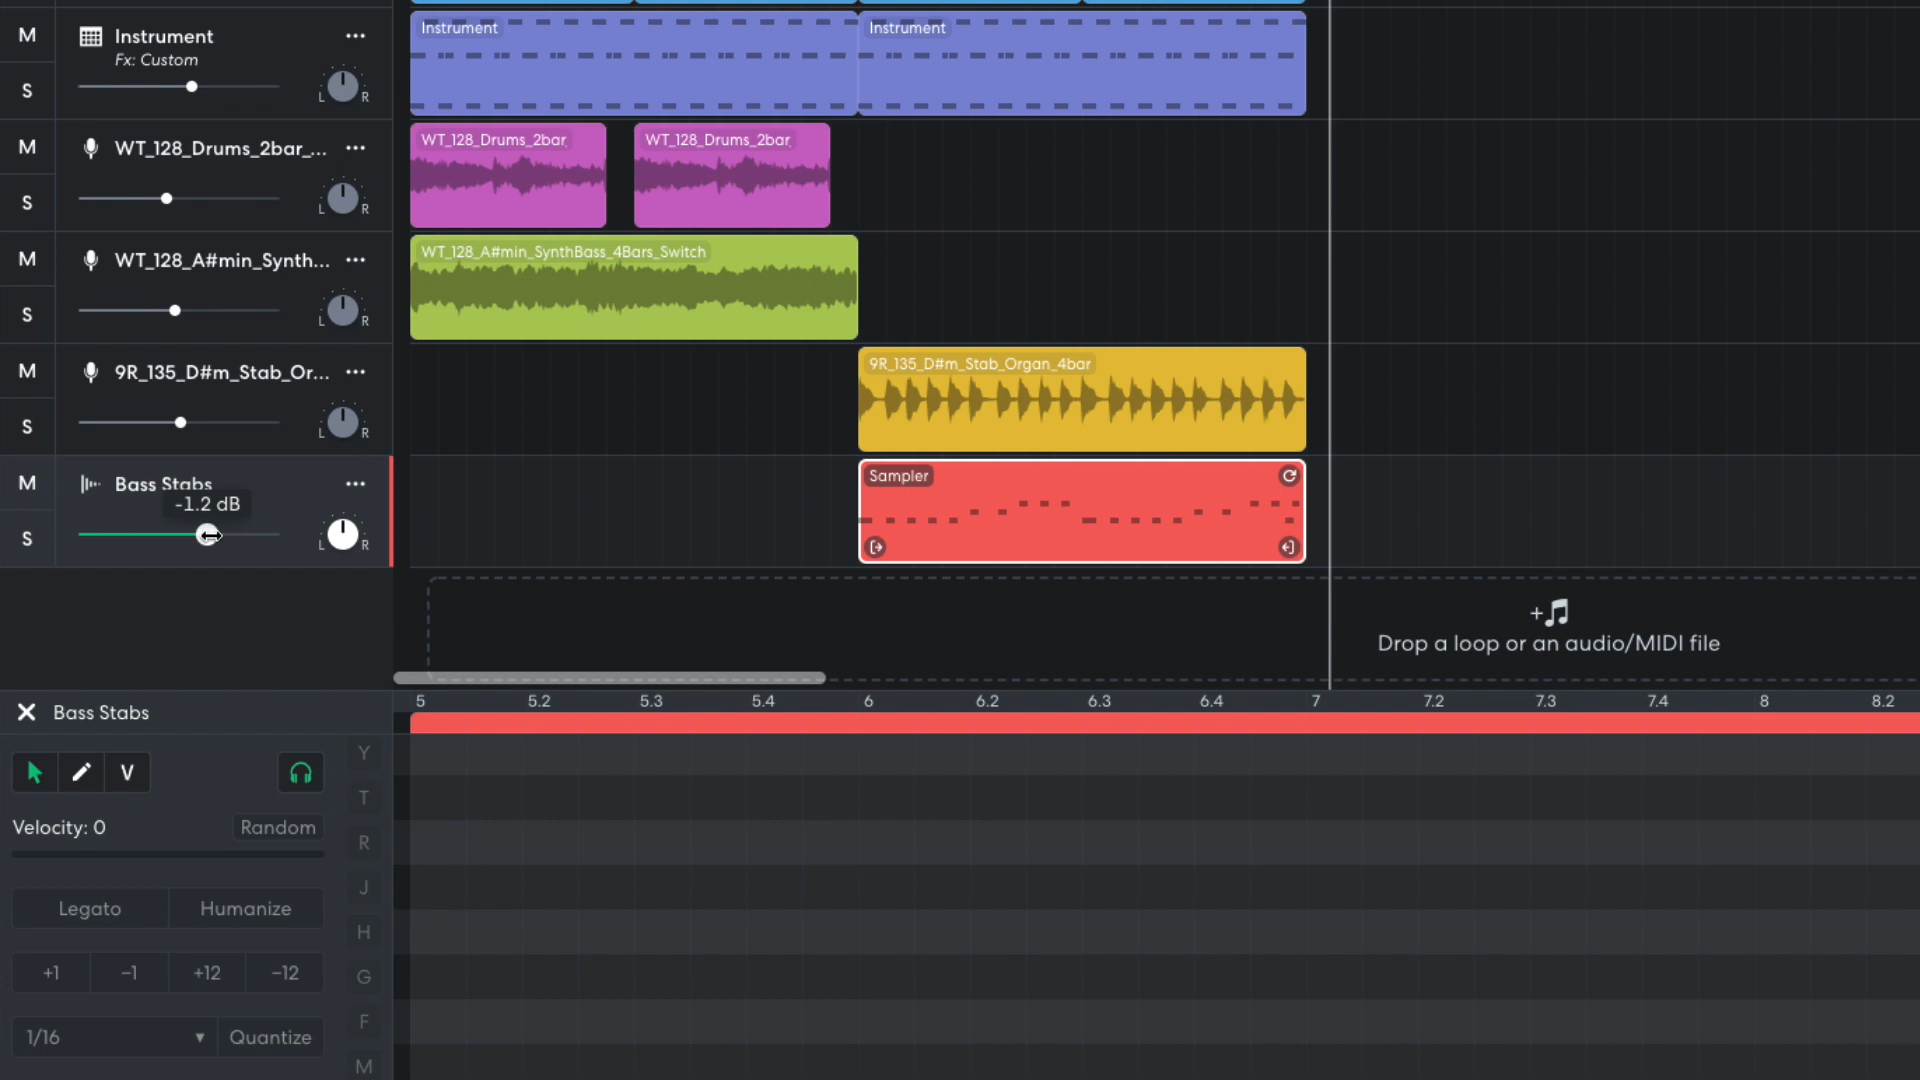 M
Instrument
Fx: Custom
S
L R
Instrument
Instrument
M
WT_128_Drums_2bar_...
S
L R
WT_128_Drums_2bar_
WT_128_Drums_2bar_
M
WT_128_A#min_Synth...
S
L R
WT_128_A#min_SynthBass_4Bars_Switch
M
9R_135_D#m_Stab_Or...
S
L R
9R_135_D#m_Stab_Organ_4bar
M
Bass Stabs
-1.2 dB
S
L R
Sampler
+
Drop a loop or an audio/MIDI file
5 5.2 5.3 5.4 6 6.2 6.3 6.4 7 7.2 7.3 7.4 8 8.2
Bass Stabs
V
Velocity: 0
Random
Legato
Humanize
+1
−1
+12
−12
1/16
Quantize
Y
T
R
J
H
G
F
M